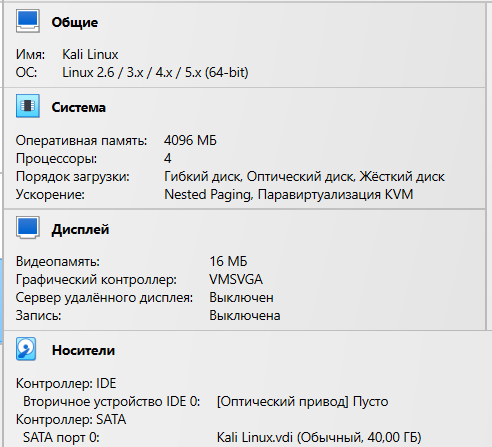 Общие
Имя: Kali Linux
ОС: Linux 2.6 / 3.x / 4.x / 5.x (64-bit)
Система
Оперативная память: 4096 МБ
Процессоры: 4
Порядок загрузки: Гибкий диск, Оптический диск, Жёсткий диск
Ускорение: Nested Paging, Паравиртуализация KVM
Дисплей
Видеопамять: 16 МБ
Графический контроллер: VMSVGA
Сервер удалённого дисплея: Выключен
Запись: Выключена
Носители
Контроллер: IDE
Вторичное устройство IDE 0: [Оптический привод] Пусто
Контроллер: SATA
SATA порт 0: Kali Linux.vdi (Обычный, 40,00 ГБ)